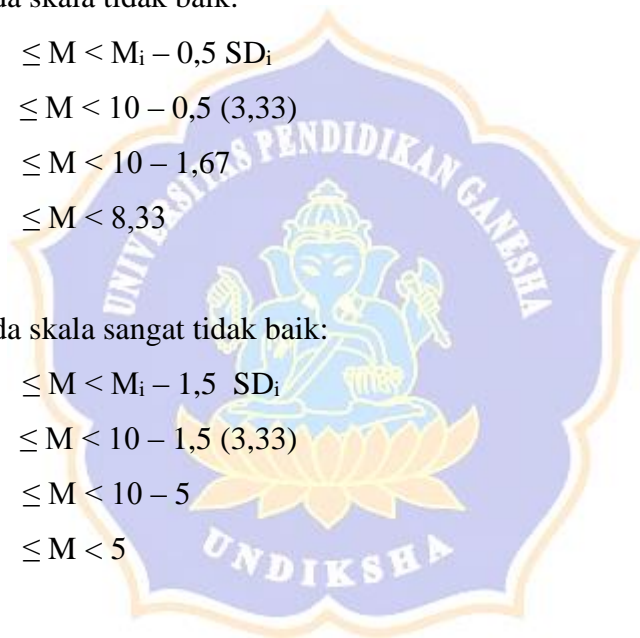 da skala tidak baik:
≤ M < Mᵢ – 0,5 SDᵢ
≤ M < 10 – 0,5 (3,33)
≤ M < 10 – 1,67
≤ M < 8,33
UNIVERSITAS PENDIDIKAN GANESHA
da skala sangat tidak baik:
≤ M < Mᵢ – 1,5 SDᵢ
≤ M < 10 – 1,5 (3,33)
≤ M < 10 – 5
≤ M < 5
UNDIKSHA